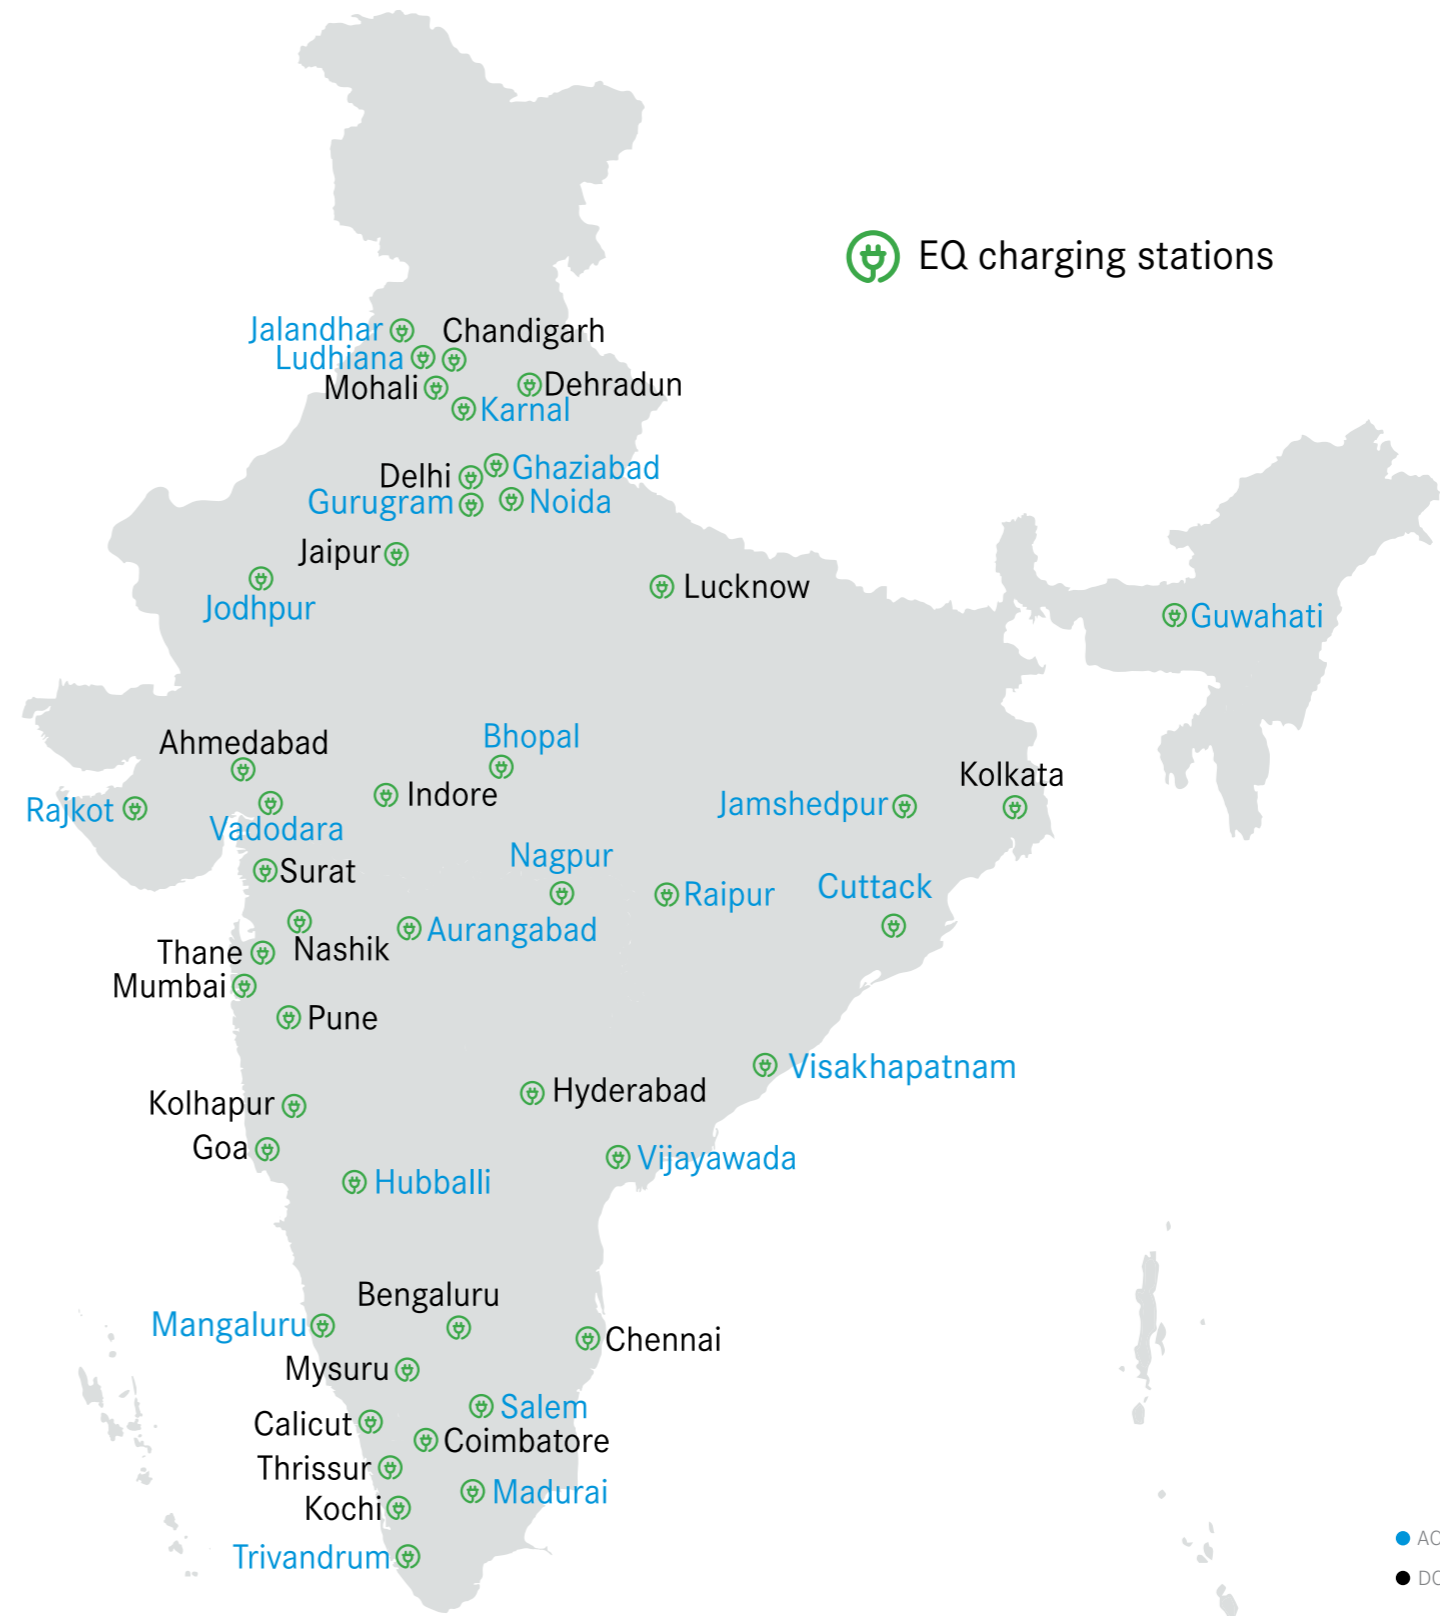 EQ charging stations
Jalandhar
Chandigarh
Ludhiana
Mohali
Dehradun
Karnal
Delhi
Ghaziabad
Gurugram
Noida
Jaipur
Jodhpur
Lucknow
Guwahati
Ahmedabad
Bhopal
Rajkot
Vadodara
Indore
Jamshedpur
Kolkata
Surat
Nagpur
Raipur
Cuttack
Nashik
Aurangabad
Thane
Mumbai
Pune
Visakhapatnam
Hyderabad
Kolhapur
Goa
Vijayawada
Hubballi
Bengaluru
Mangaluru
Chennai
Mysuru
Salem
Calicut
Coimbatore
Thrissur
Madurai
Kochi
Trivandrum
AC
DC